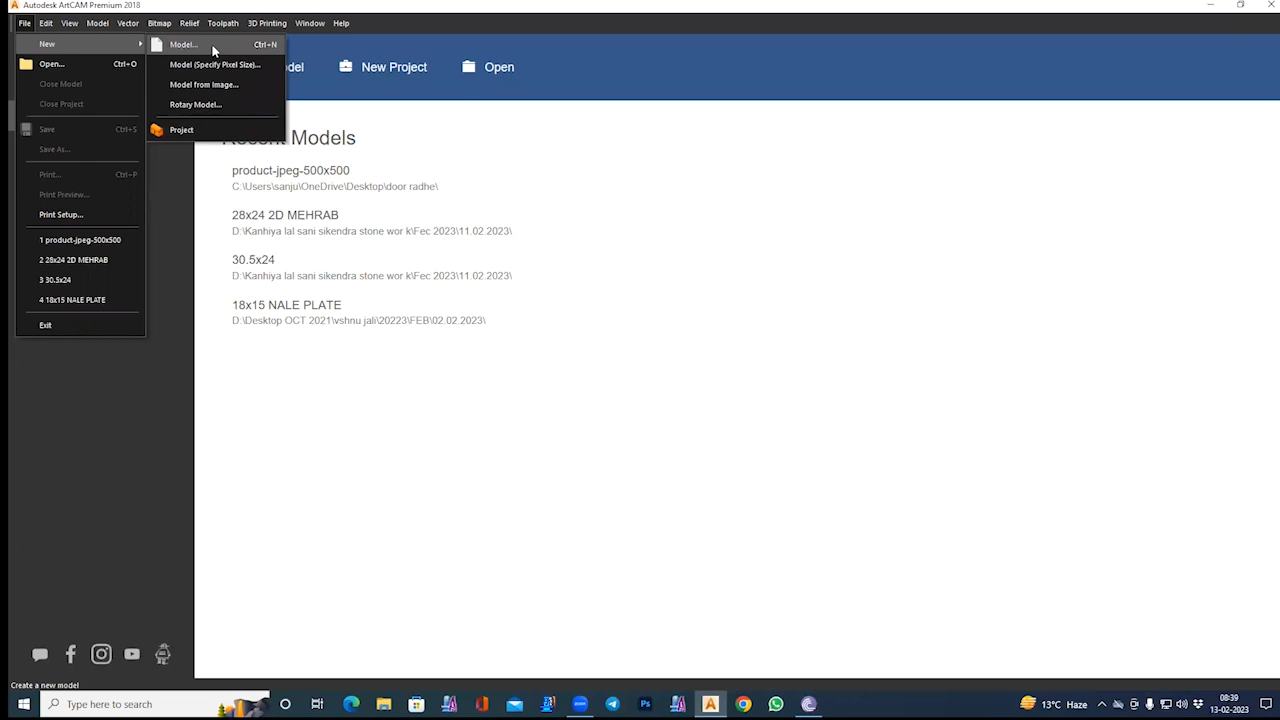 Autodesk ArtCAM Premium 2018
File Edit View Model Vector Bitmap Relief Toolpath 3D Printing Window Help
New
Open... Ctrl+O
Close Model
Close Project
Save Ctrl+S
Save As...
Print... Ctrl+P
Print Preview...
Print Setup...
1 product-jpeg-500x500
2 28x24 2D MEHRAB
3 30.5x24
4 18x15 NALE PLATE
Exit
Model... Ctrl+N
Model (Specify Pixel Size)...
Model from Image...
Rotary Model...
Project
del New Project Open
Recent Models
product-jpeg-500x500
C:\Users\sanju\OneDrive\Desktop\door radhe\
28x24 2D MEHRAB
D:\Kanhiya lal sani sikendra stone wor k\Fec 2023\11.02.2023\
30.5x24
D:\Kanhiya lal sani sikendra stone wor k\Fec 2023\11.02.2023\
18x15 NALE PLATE
D:\Desktop OCT 2021\vshnu jali\20223\FEB\02.02.2023\
Create a new model
Type here to search
13°C Haze
08:39
13-02-2023